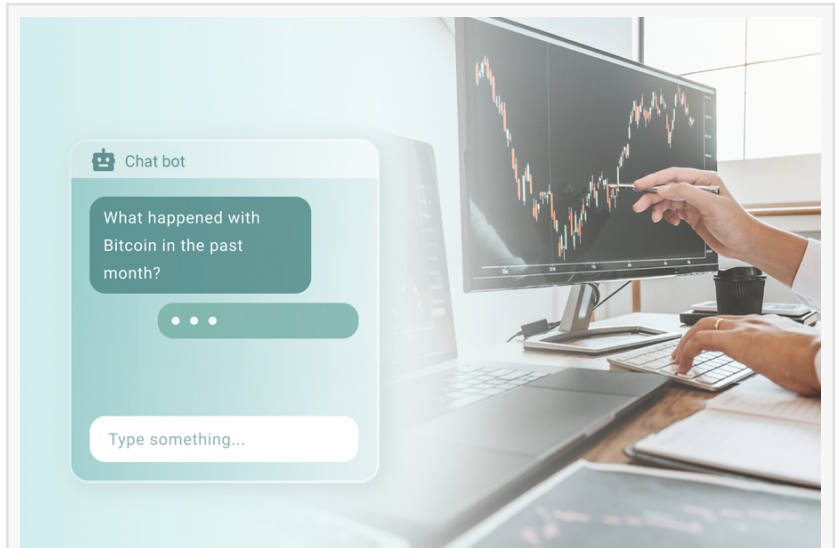 Chat bot
What happened with
Bitcoin in the past
month?
Type something...